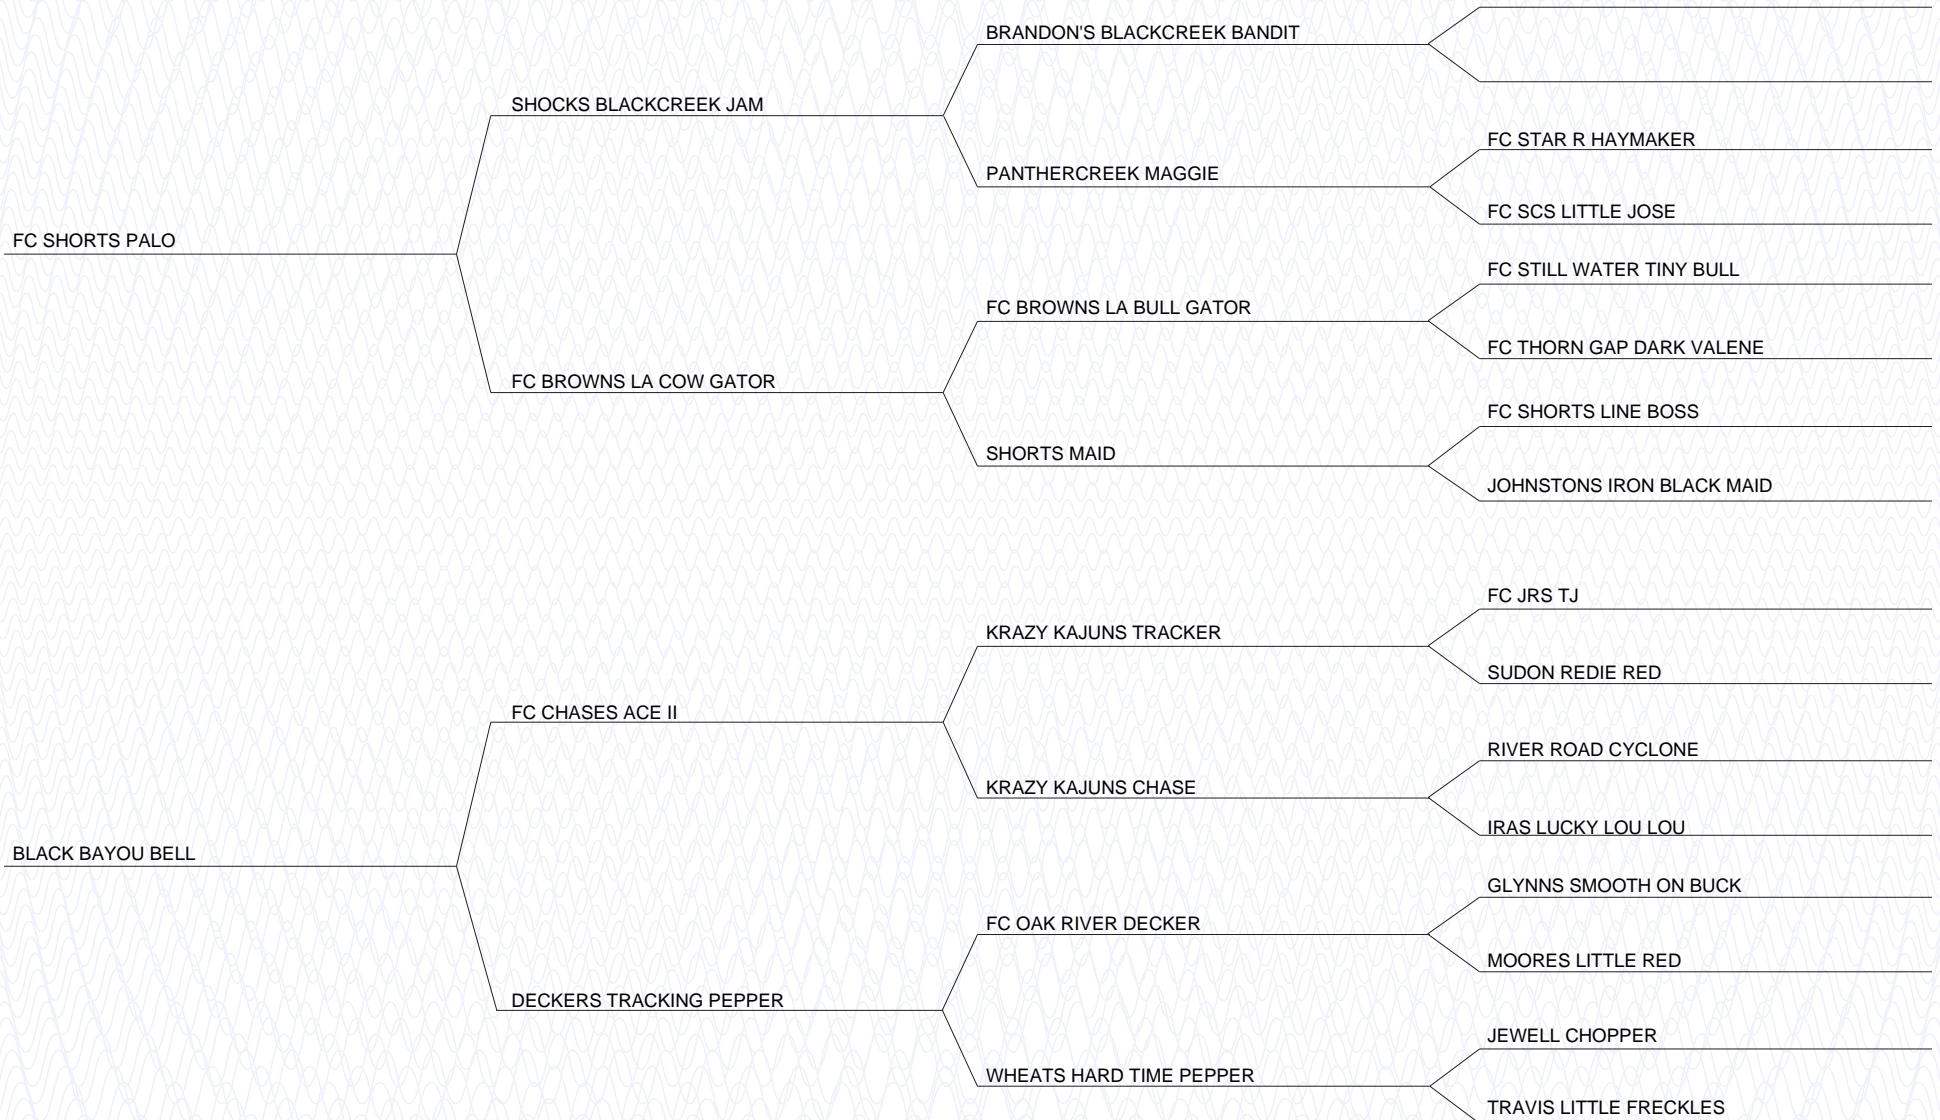 BRANDON'S BLACKCREEK BANDIT
SHOCKS BLACKCREEK JAM
FC STAR R HAYMAKER
PANTHERCREEK MAGGIE
FC SCS LITTLE JOSE
FC SHORTS PALO
FC STILL WATER TINY BULL
FC BROWNS LA BULL GATOR
FC THORN GAP DARK VALENE
FC BROWNS LA COW GATOR
FC SHORTS LINE BOSS
SHORTS MAID
JOHNSTONS IRON BLACK MAID
FC JRS TJ
KRAZY KAJUNS TRACKER
SUDON REDIE RED
FC CHASES ACE II
RIVER ROAD CYCLONE
KRAZY KAJUNS CHASE
IRAS LUCKY LOU LOU
BLACK BAYOU BELL
GLYNNS SMOOTH ON BUCK
FC OAK RIVER DECKER
MOORES LITTLE RED
DECKERS TRACKING PEPPER
JEWELL CHOPPER
WHEATS HARD TIME PEPPER
TRAVIS LITTLE FRECKLES